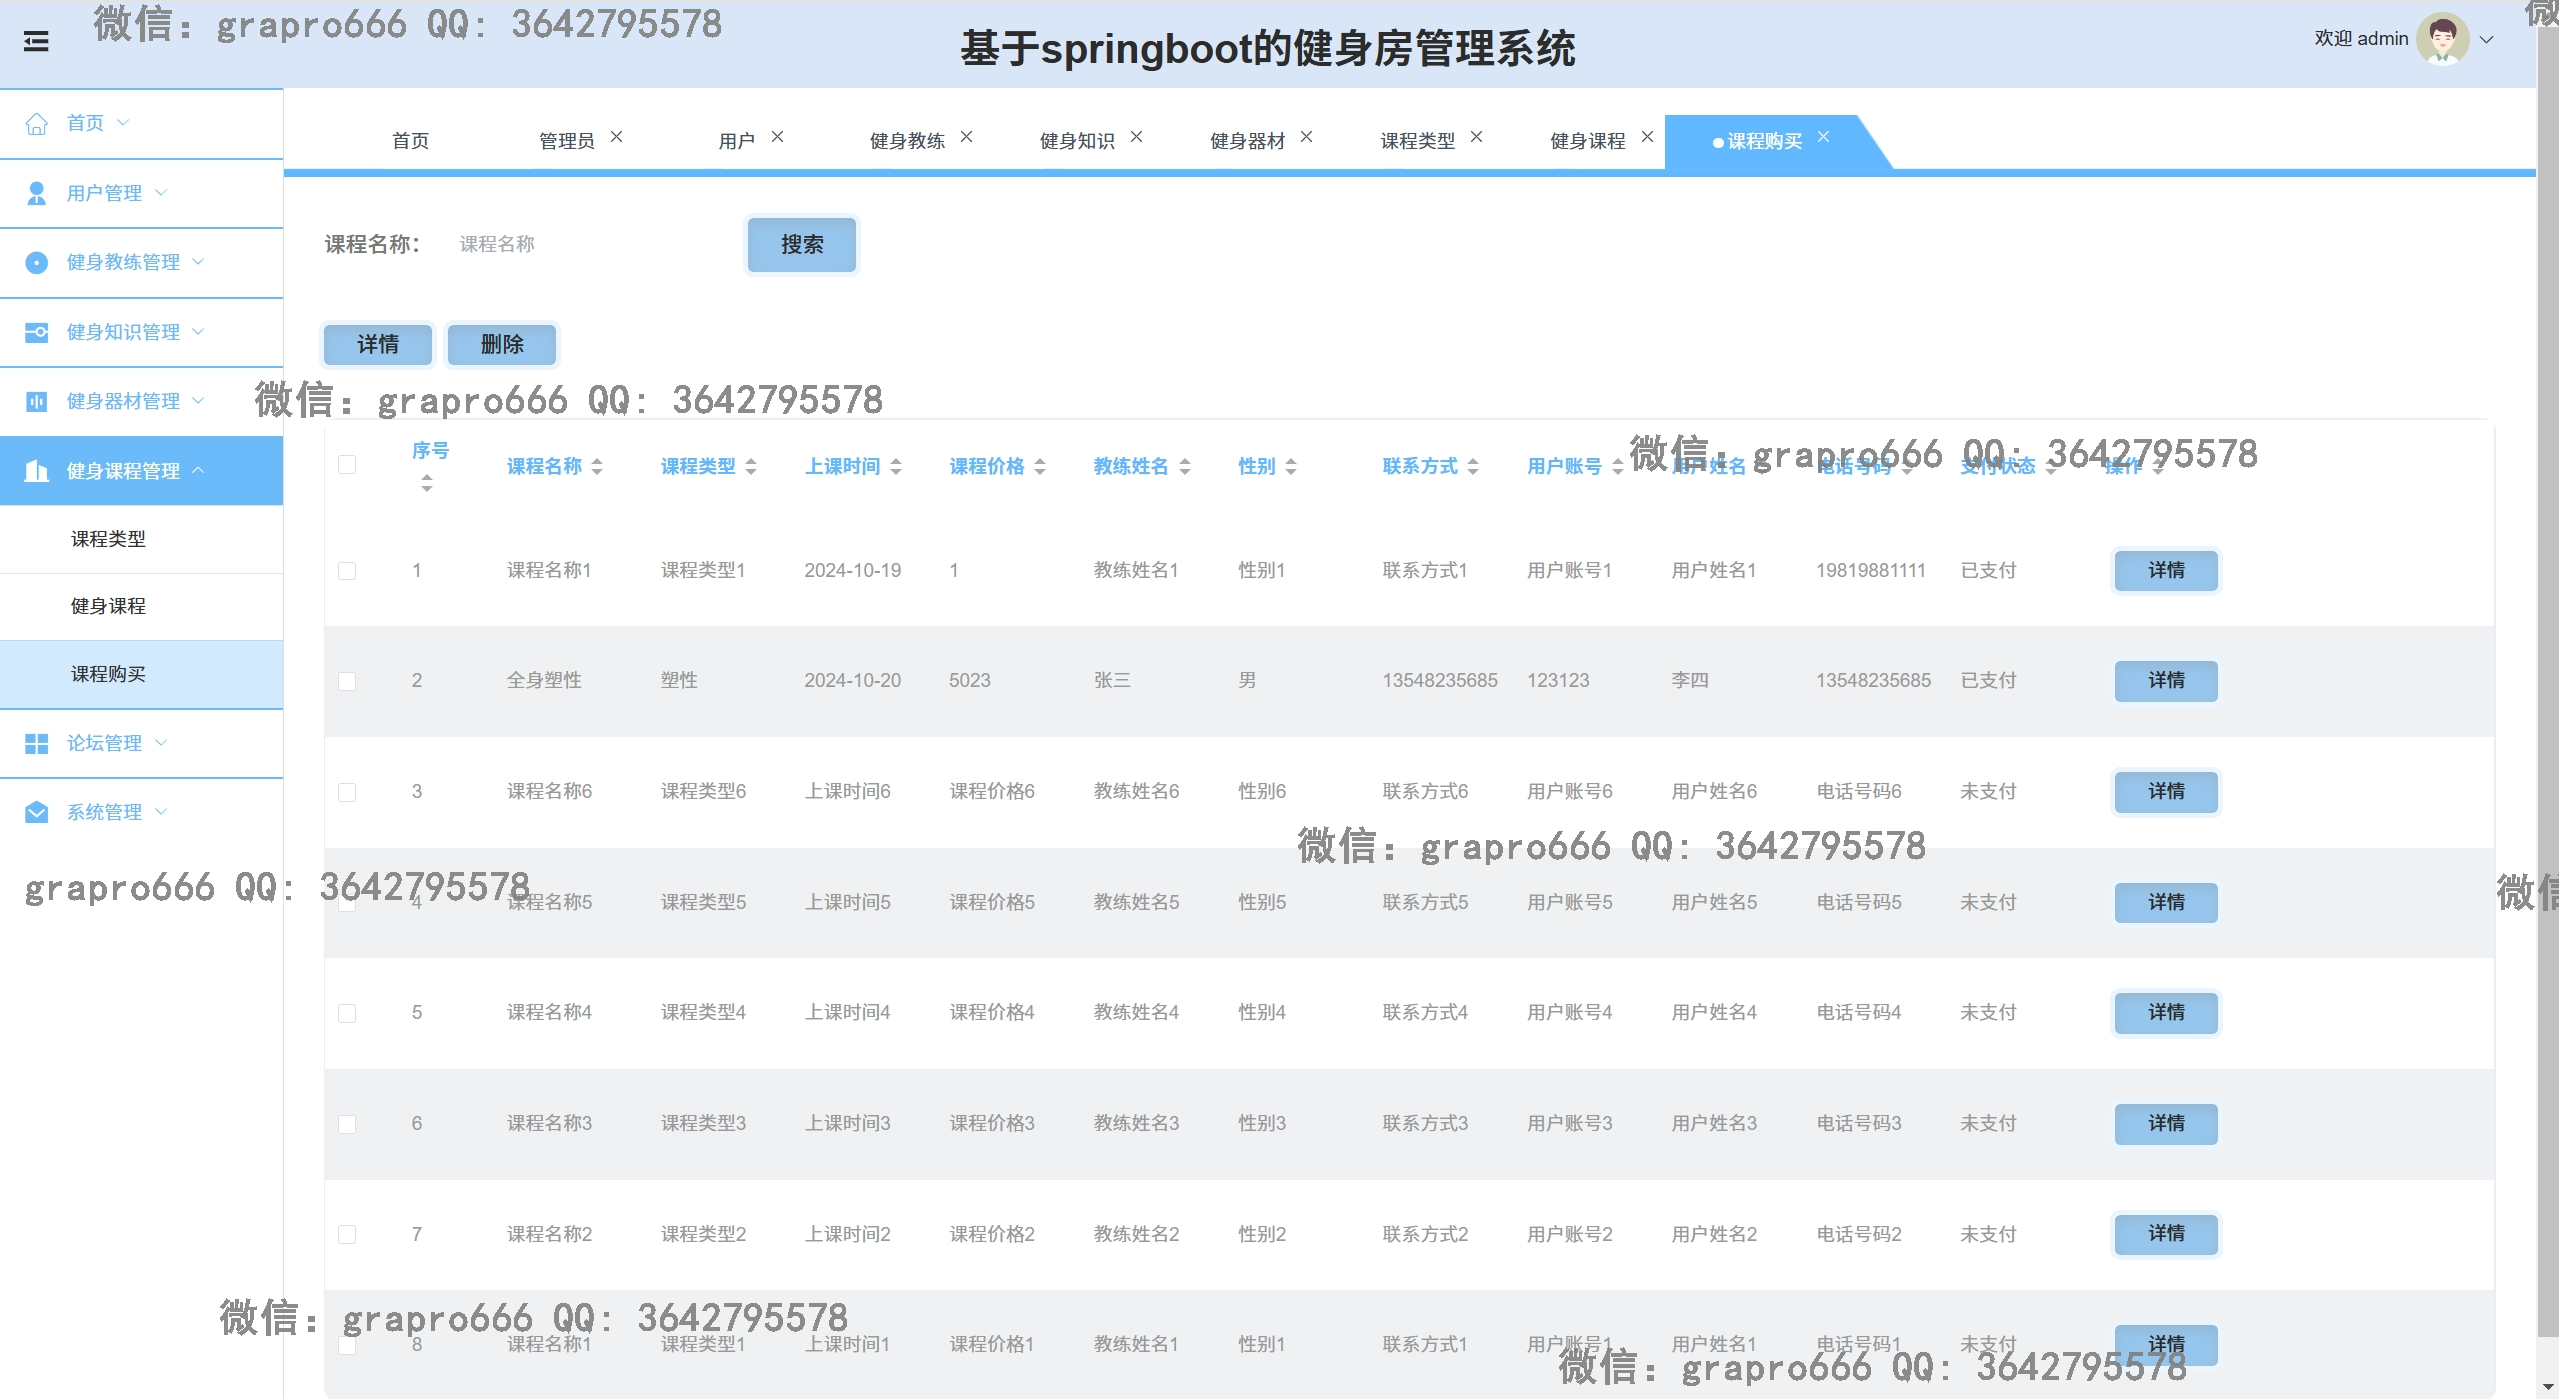 微信：grapro666 QQ: 3642795578
基于springboot的健身房管理系统
欢迎 admin
首页
用户管理
健身教练管理
健身知识管理
健身器材管理
健身课程管理
课程类型
健身课程
课程购买
论坛管理
系统管理
首页 管理员 用户 健身教练 健身知识 健身器材 课程类型 健身课程 课程购买
课程名称： 课程名称 搜索
详情 删除
微信：grapro666 QQ: 3642795578
微信：grapro666 QQ: 3642795578
序号 课程名称 课程类型 上课时间 课程价格 教练姓名 性别 联系方式 用户账号 用户姓名 电话号码 支付状态 操作
1 课程名称1 课程类型1 2024-10-19 1 教练姓名1 性别1 联系方式1 用户账号1 用户姓名1 19819881111 已支付 详情
2 全身塑性 塑性 2024-10-20 5023 张三 男 13548235685 123123 李四 13548235685 已支付 详情
3 课程名称6 课程类型6 上课时间6 课程价格6 教练姓名6 性别6 联系方式6 用户账号6 用户姓名6 电话号码6 未支付 详情
微信：grapro666 QQ: 3642795578
grapro666 QQ: 3642795578
微信
4 课程名称5 课程类型5 上课时间5 课程价格5 教练姓名5 性别5 联系方式5 用户账号5 用户姓名5 电话号码5 未支付 详情
5 课程名称4 课程类型4 上课时间4 课程价格4 教练姓名4 性别4 联系方式4 用户账号4 用户姓名4 电话号码4 未支付 详情
6 课程名称3 课程类型3 上课时间3 课程价格3 教练姓名3 性别3 联系方式3 用户账号3 用户姓名3 电话号码3 未支付 详情
7 课程名称2 课程类型2 上课时间2 课程价格2 教练姓名2 性别2 联系方式2 用户账号2 用户姓名2 电话号码2 未支付 详情
微信：grapro666 QQ: 3642795578
8 课程名称1 课程类型1 上课时间1 课程价格1 教练姓名1 性别1 联系方式1 用户账号1 用户姓名1 电话号码1 未支付 详情
微信：grapro666 QQ: 3642795578